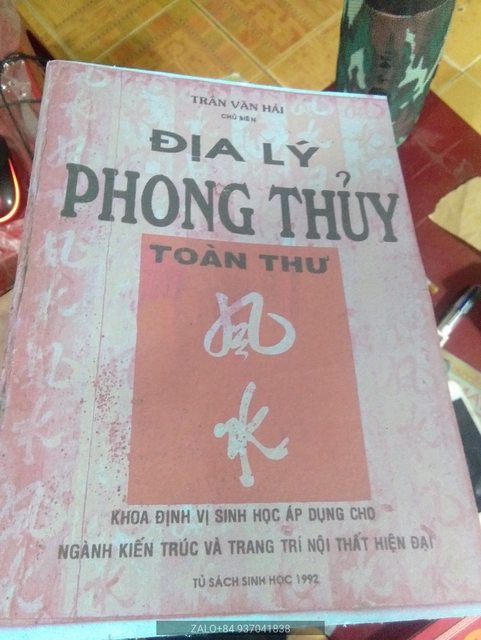 TRẦN VĂN HẢI
CHỦ BIÊN
ĐỊA LÝ
PHONG THỦY
TOÀN THƯ
風
水
KHOA ĐỊNH VỊ SINH HỌC ÁP DỤNG CHO
NGÀNH KIẾN TRÚC VÀ TRANG TRÍ NỘI THẤT HIỆN ĐẠI
TỦ SÁCH SINH HỌC 1992
ZALO+84 937041838